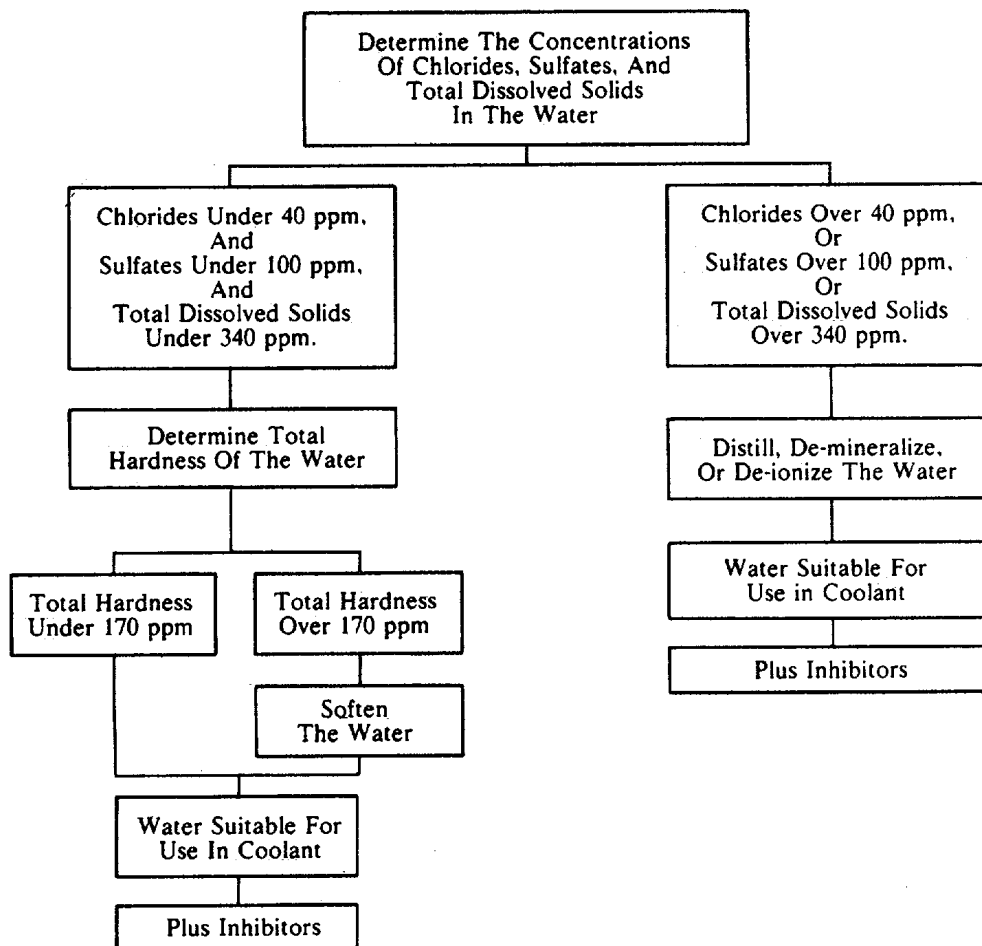 Determine The Concentrations
Of Chlorides, Sulfates, And
Total Dissolved Solids
In The Water
Chlorides Under 40 ppm,
And
Sulfates Under 100 ppm,
And
Total Dissolved Solids
Under 340 ppm.
Chlorides Over 40 ppm,
Or
Sulfates Over 100 ppm,
Or
Total Dissolved Solids
Over 340 ppm.
Determine Total
Hardness Of The Water
Distill, De-mineralize,
Or De-ionize The Water
Total Hardness
Under 170 ppm
Total Hardness
Over 170 ppm
Water Suitable For
Use in Coolant
Plus Inhibitors
Soften
The Water
Water Suitable For
Use In Coolant
Plus Inhibitors